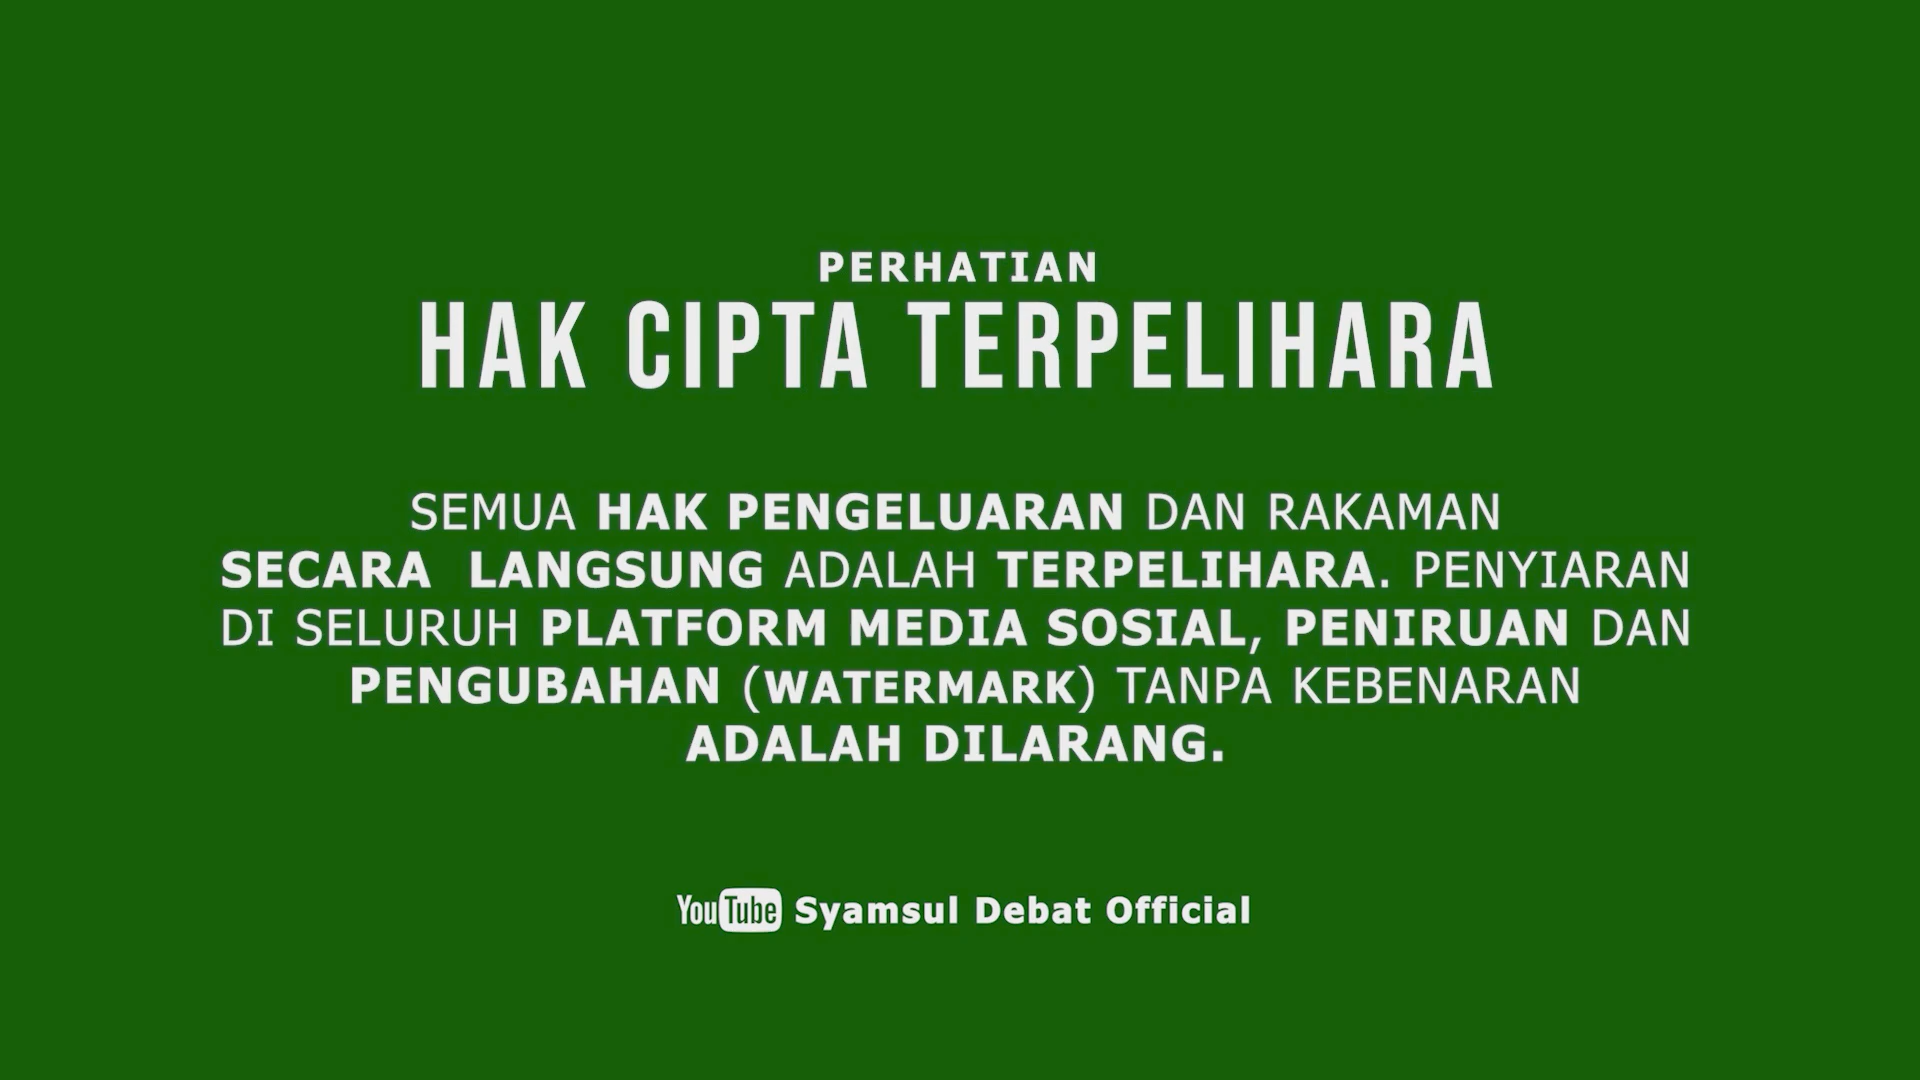 PERHATIAN
HAK CIPTA TERPELIHARA
SEMUA HAK PENGELUARAN DAN RAKAMAN
SECARA LANGSUNG ADALAH TERPELIHARA. PENYIARAN
DI SELURUH PLATFORM MEDIA SOSIAL, PENIRUAN DAN
PENGUBAHAN (WATERMARK) TANPA KEBENARAN
ADALAH DILARANG.
YouTube Syamsul Debat Official